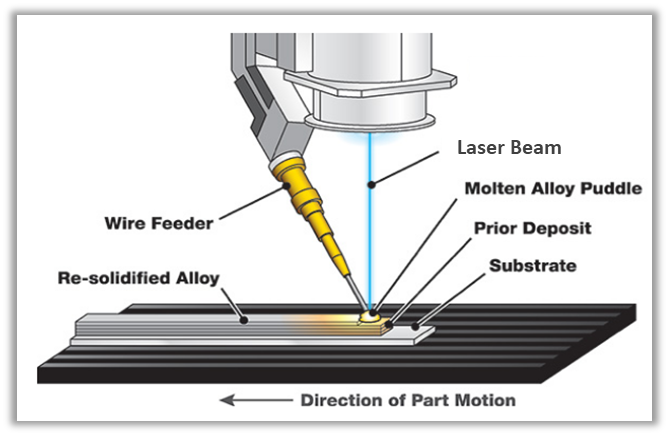 Laser Beam
Molten Alloy Puddle
Wire Feeder
Prior Deposit
Substrate
Re-solidified Alloy
Direction of Part Motion